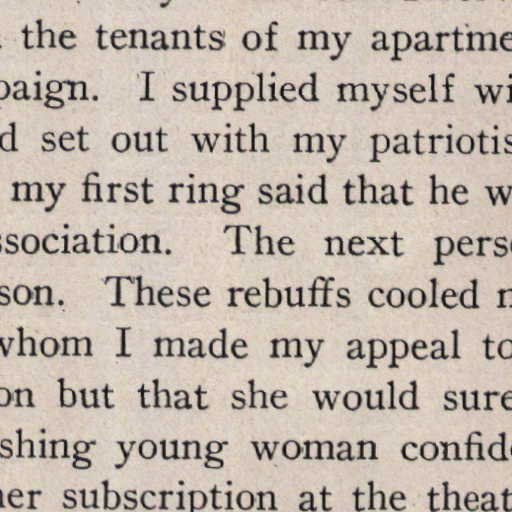 the tenants of my apartme
paign. I supplied myself wi
d set out with my patriotis
my first ring said that he w
ssociation. The next pers
son. These rebuffs cooled
whom I made my appeal to
on but that she would sure
shing young woman confid
her subscription at the theat